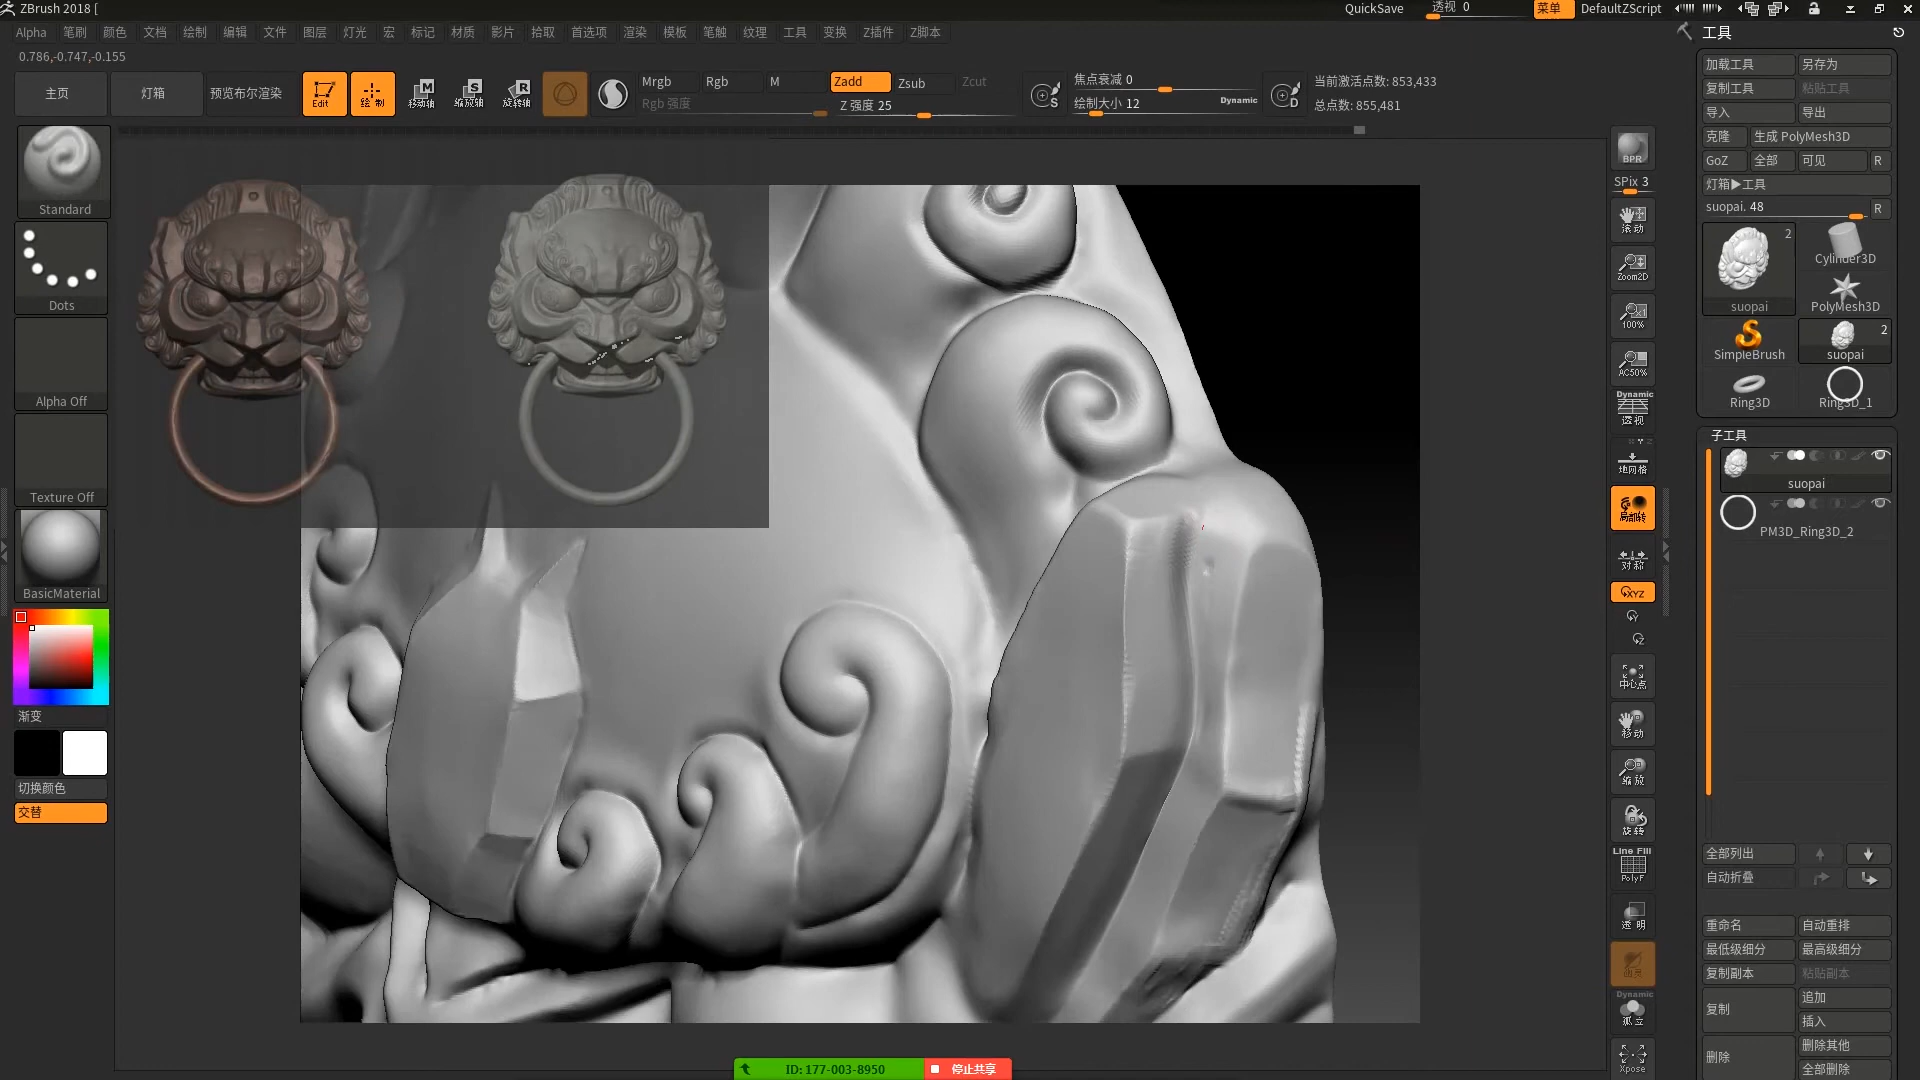 ZBrush 2018 [
QuickSave
透视 0
菜单
DefaultZScript
Alpha 笔刷 颜色 文档 绘制 编辑 文件 图层 灯光 宏 标记 材质 影片 拾取 首选项 渲染 模板 笔触 纹理 工具 变换 Z插件 Z脚本
0.786,-0.747,-0.155
主页
灯箱
预览布尔渲染
Edit
绘 制
移动轴
缩放轴
旋转轴
Mrgb
Rgb
M
Zadd
Zsub
Zcut
Rgb 强度
Z 强度 25
焦点衰减 0
绘制大小 12
Dynamic
当前激活点数: 853,433
总点数: 855,481
Standard
Dots
Alpha Off
Texture Off
BasicMaterial
渐变
切换颜色
交替
BPR
SPix 3
滚动
Zoom2D
100%
AC50%
Dynamic
透视
地网格
局部转
对称
XYZ
Y
Z
中心点
移动
缩放
旋转
Line Fill
PolyF
透 明
Dynamic
孤立
Xpose
工具
加载工具
另存为
复制工具
粘贴工具
导入
导出
克隆
生成 PolyMesh3D
GoZ
全部
可见
R
灯箱▶工具
suopai. 48
R
2
suopai
Cylinder3D
PolyMesh3D
SimpleBrush
2
suopai
Ring3D
Ring3D_1
子工具
suopai
PM3D_Ring3D_2
全部列出
自动折叠
重命名
自动重排
最低级细分
最高级细分
复制副本
粘贴副本
复制
追加
插入
删除
删除其他
全部删除
ID: 177-003-8950
停止共享